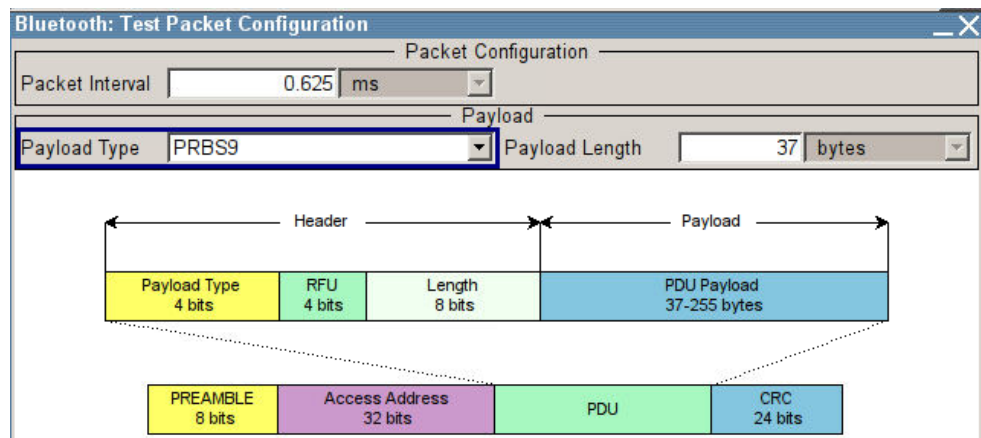 Bluetooth: Test Packet Configuration
Packet Configuration
Packet Interval 0.625 ms
Payload
Payload Type PRBS9 Payload Length 37 bytes
Header Payload
Payload Type RFU Length PDU Payload
4 bits 4 bits 8 bits 37-255 bytes
PREAMBLE Access Address PDU CRC
8 bits 32 bits 24 bits